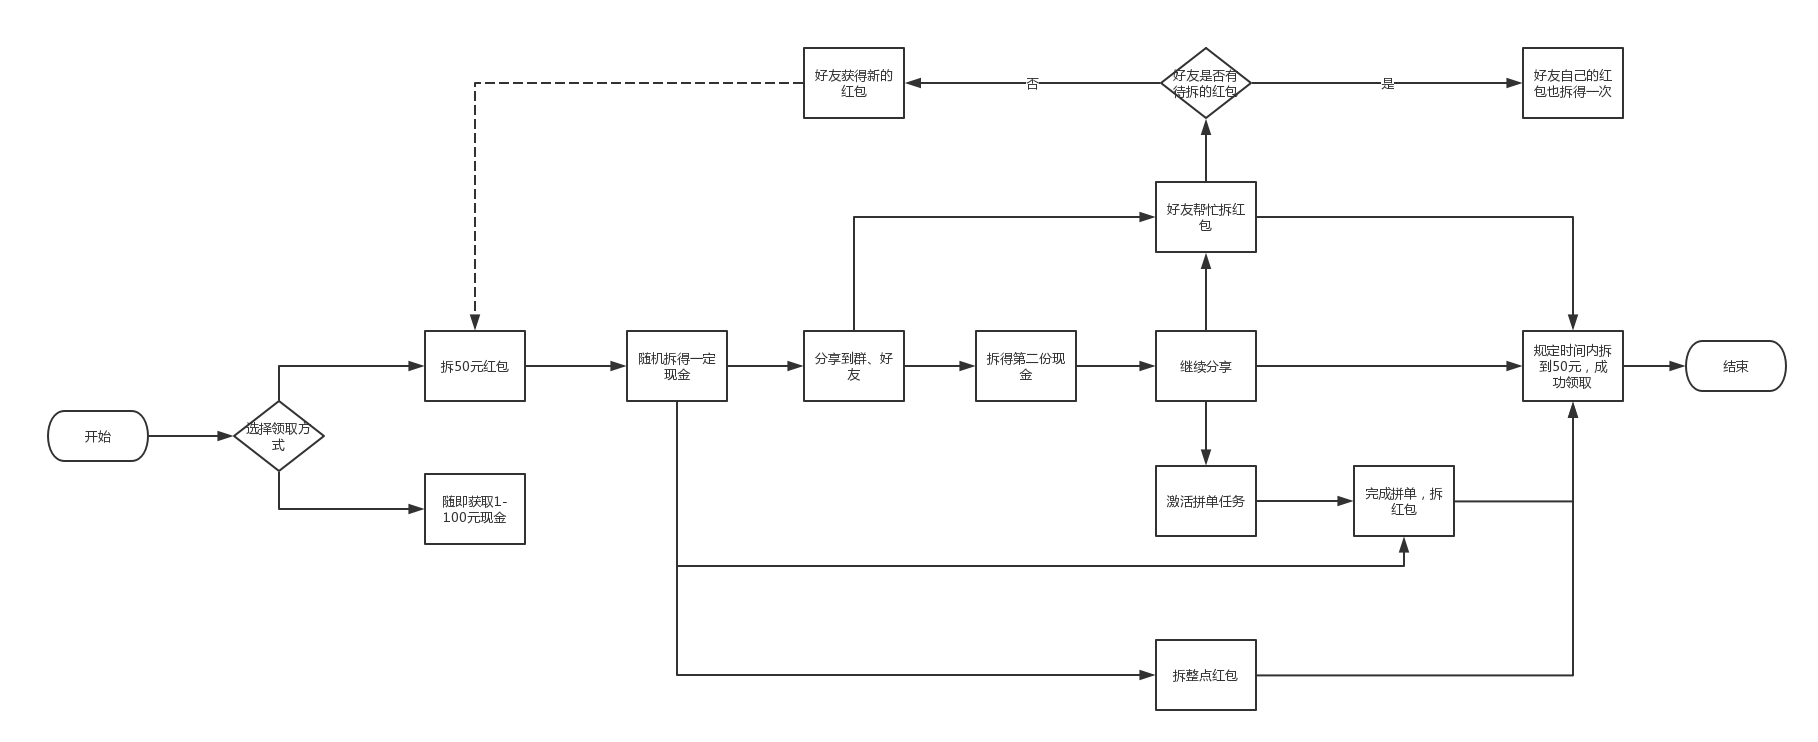 好友获得新的
红包
否
好友是否有
待拆的红包
是
好友自己的红
包也拆得一次
好友帮忙拆红
包
拆50元红包
随机拆得一定
现金
分享到群、好
友
拆得第二份现
金
继续分享
规定时间内拆
到50元，成
功领取
结束
开始
选择领取方
式
随即获取1-
100元现金
激活拼单任务
完成拼单，拆
红包
拆整点红包